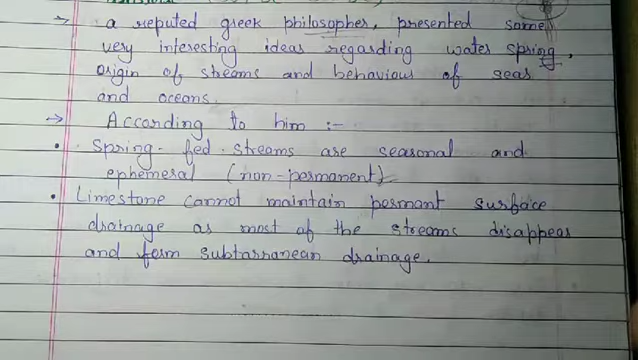 → a reputed greek philosopher, presented some
very interesting ideas regarding water spring,
origin of streams and behaviour of seas
and oceans.
→ According to him :-
• Spring-fed streams are seasonal and
ephemeral (non-permanent)
• Limestone cannot maintain permant surface
drainage as most of the streams disappear
and form subtarranean drainage.